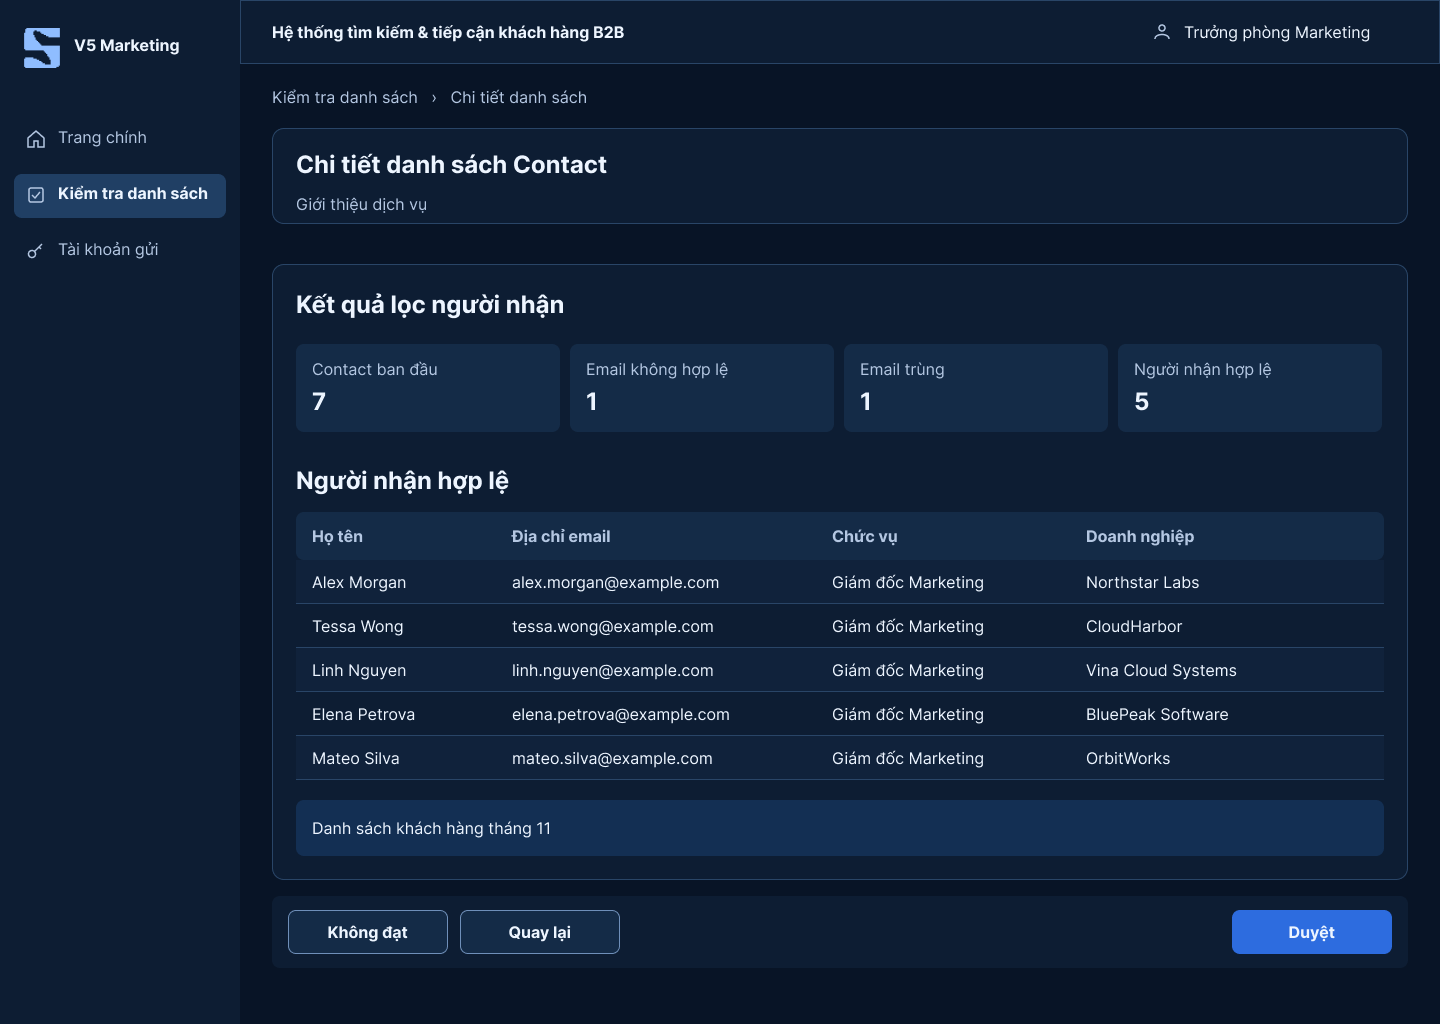 V5 Marketing
Hệ thống tìm kiếm & tiếp cận khách hàng B2B
Trưởng phòng Marketing
Trang chính
Kiểm tra danh sách
Tài khoản gửi
Kiểm tra danh sách › Chi tiết danh sách
Chi tiết danh sách Contact
Giới thiệu dịch vụ
Kết quả lọc người nhận
Contact ban đầu
7
Email không hợp lệ
1
Email trùng
1
Người nhận hợp lệ
5
Người nhận hợp lệ
Họ tên Địa chỉ email Chức vụ Doanh nghiệp
Alex Morgan alex.morgan@example.com Giám đốc Marketing Northstar Labs
Tessa Wong tessa.wong@example.com Giám đốc Marketing CloudHarbor
Linh Nguyen linh.nguyen@example.com Giám đốc Marketing Vina Cloud Systems
Elena Petrova elena.petrova@example.com Giám đốc Marketing BluePeak Software
Mateo Silva mateo.silva@example.com Giám đốc Marketing OrbitWorks
Danh sách khách hàng tháng 11
Không đạt Quay lại Duyệt